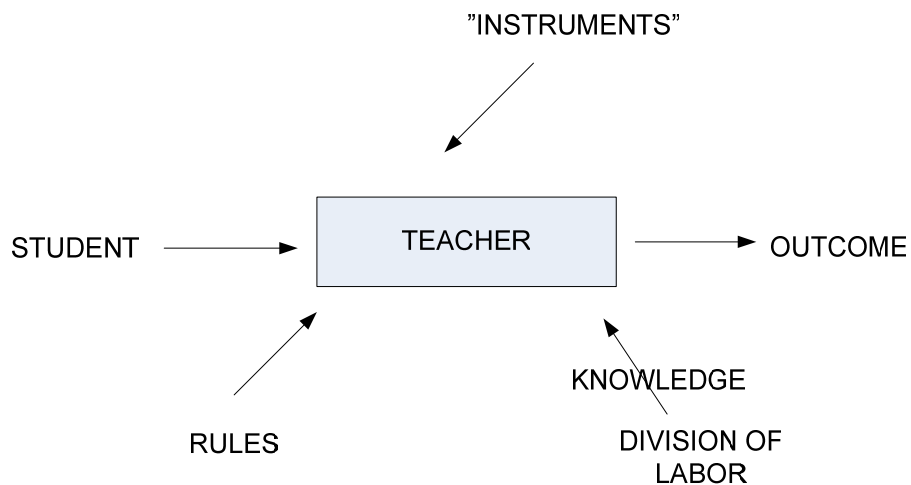 ”INSTRUMENTS”
STUDENT
TEACHER
OUTCOME
KNOWLEDGE
RULES
DIVISION OF
LABOR